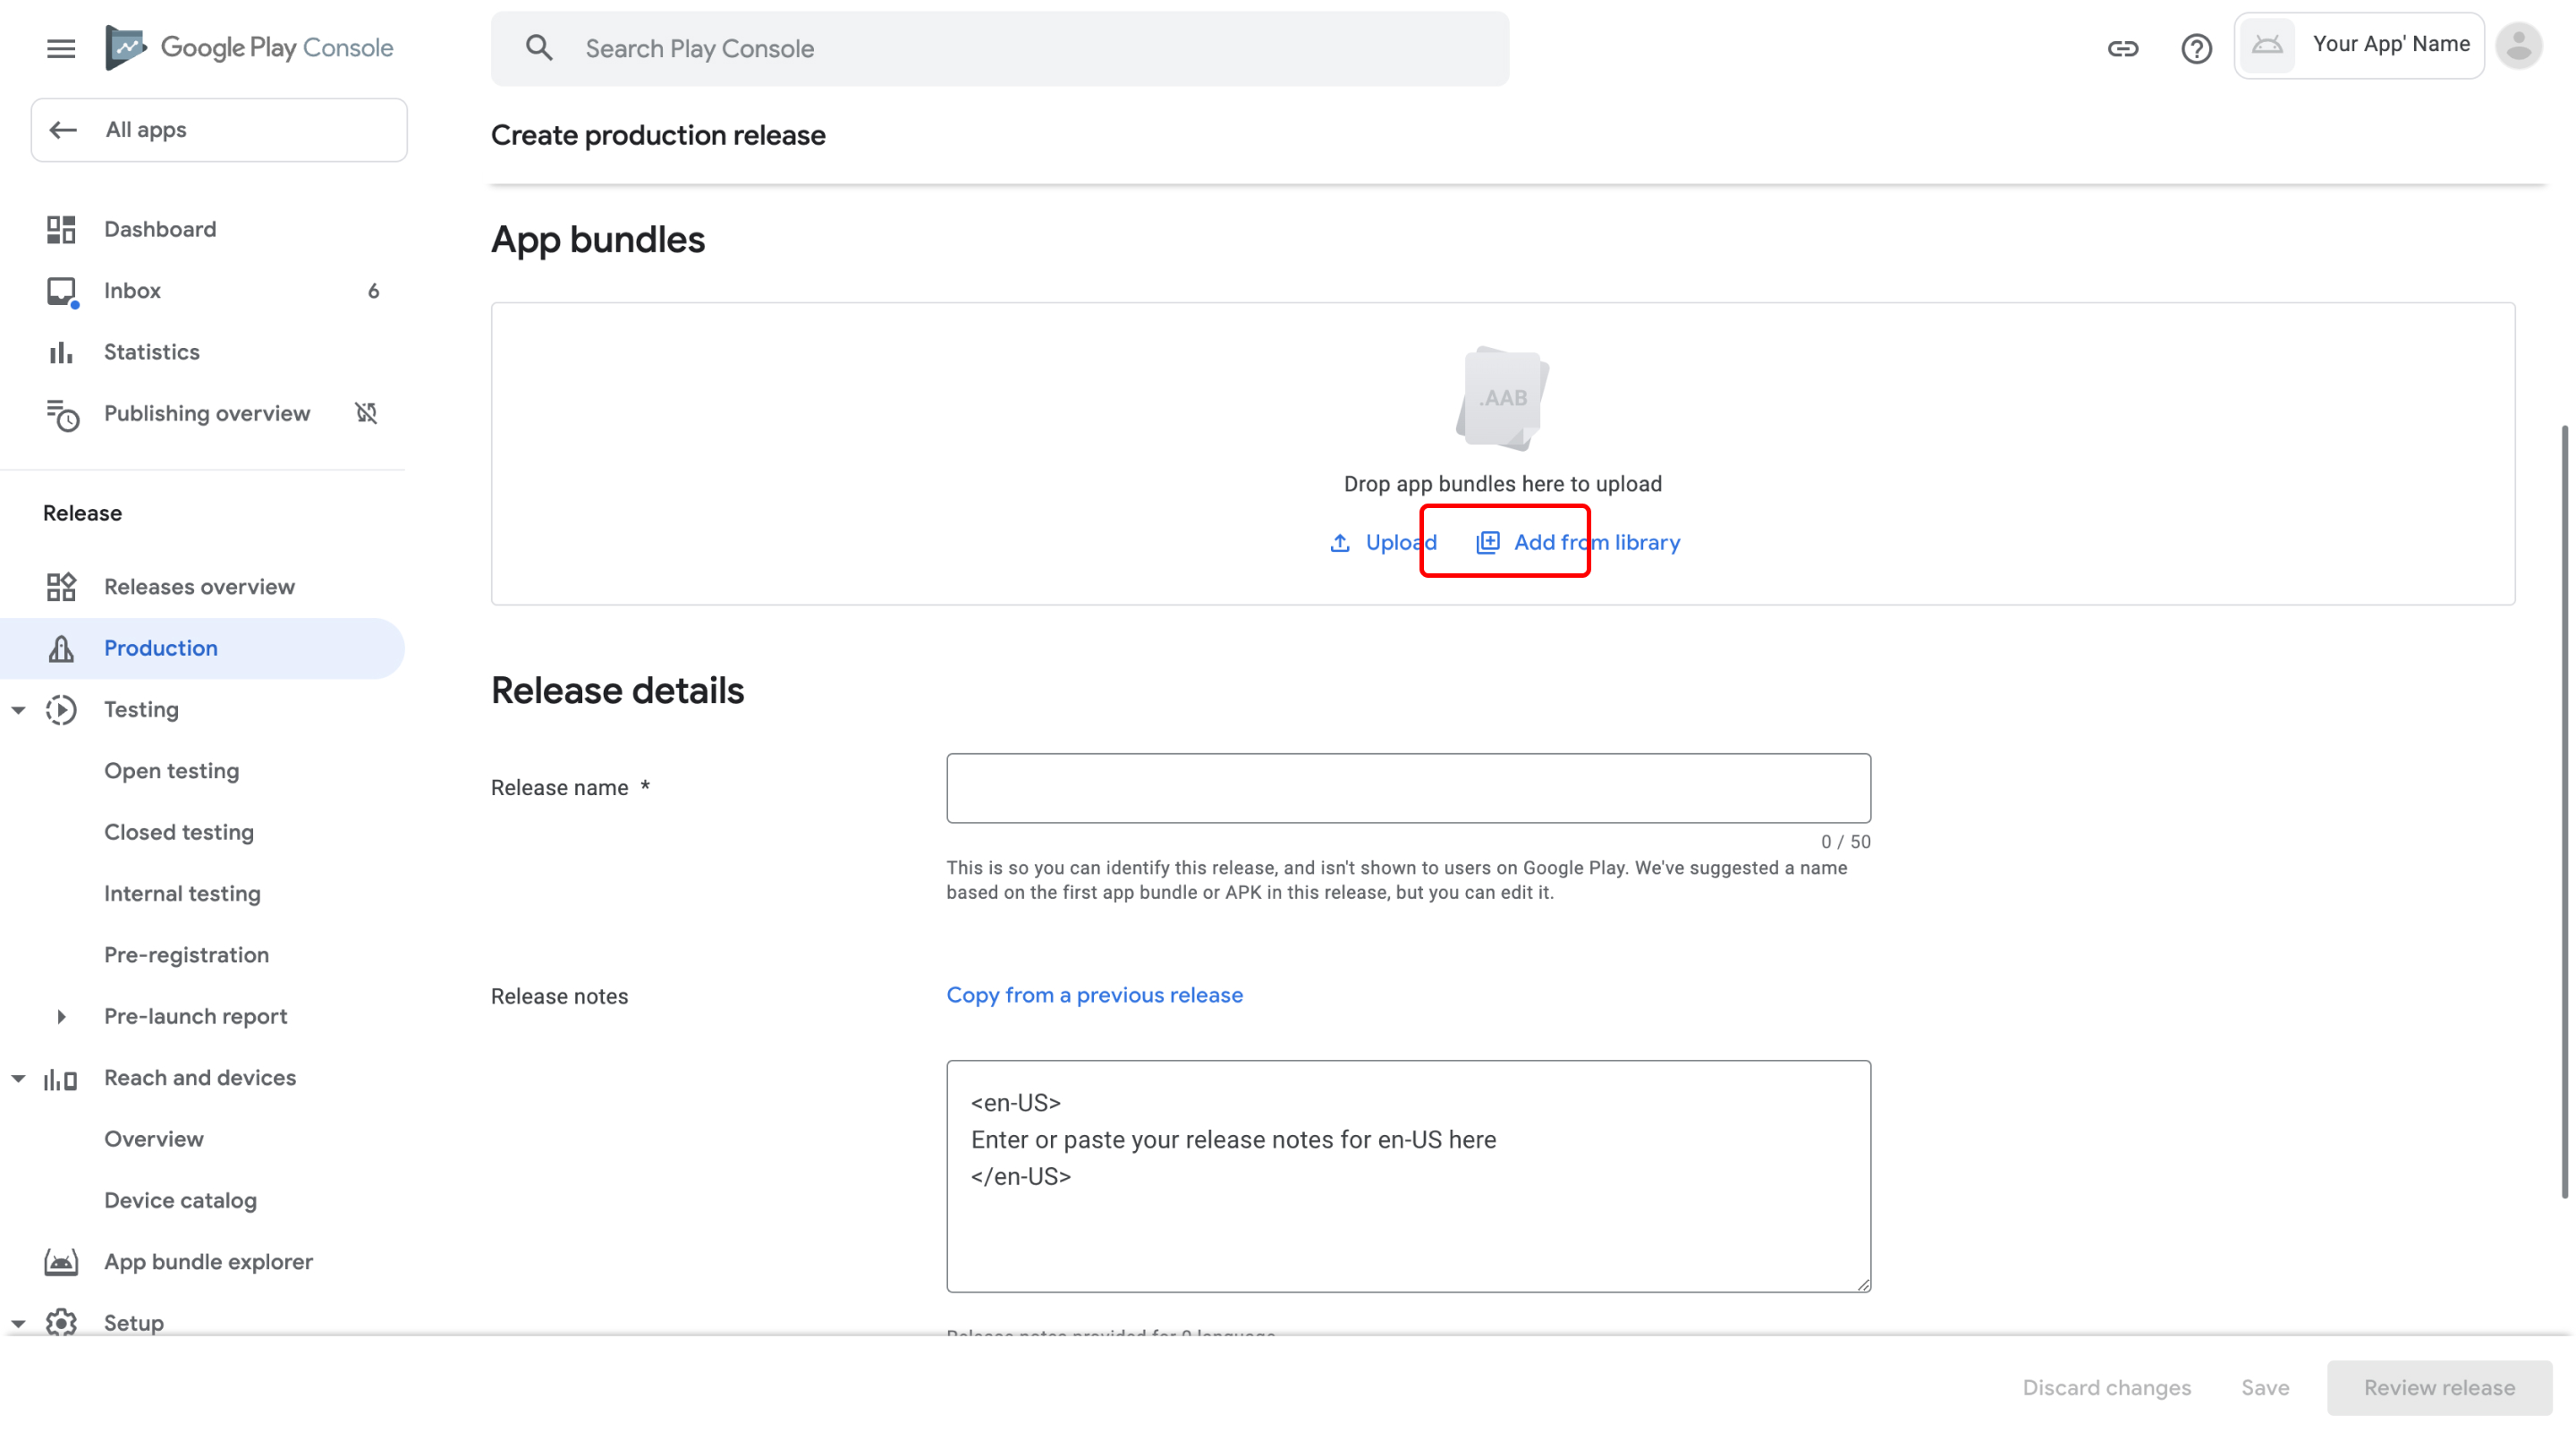 Google Play Console
Search Play Console
Your App' Name
All apps
Create production release
Dashboard
Inbox 6
Statistics
Publishing overview
Release
Releases overview
Production
Testing
Open testing
Closed testing
Internal testing
Pre-registration
Pre-launch report
Reach and devices
Overview
Device catalog
App bundle explorer
Setup
App bundles
.AAB
Drop app bundles here to upload
Upload Add from library
Release details
Release name *
0 / 50
This is so you can identify this release, and isn't shown to users on Google Play. We've suggested a name
based on the first app bundle or APK in this release, but you can edit it.
Release notes
Copy from a previous release
<en-US>
Enter or paste your release notes for en-US here
</en-US>
Release notes provided for 0 language
Discard changes Save Review release